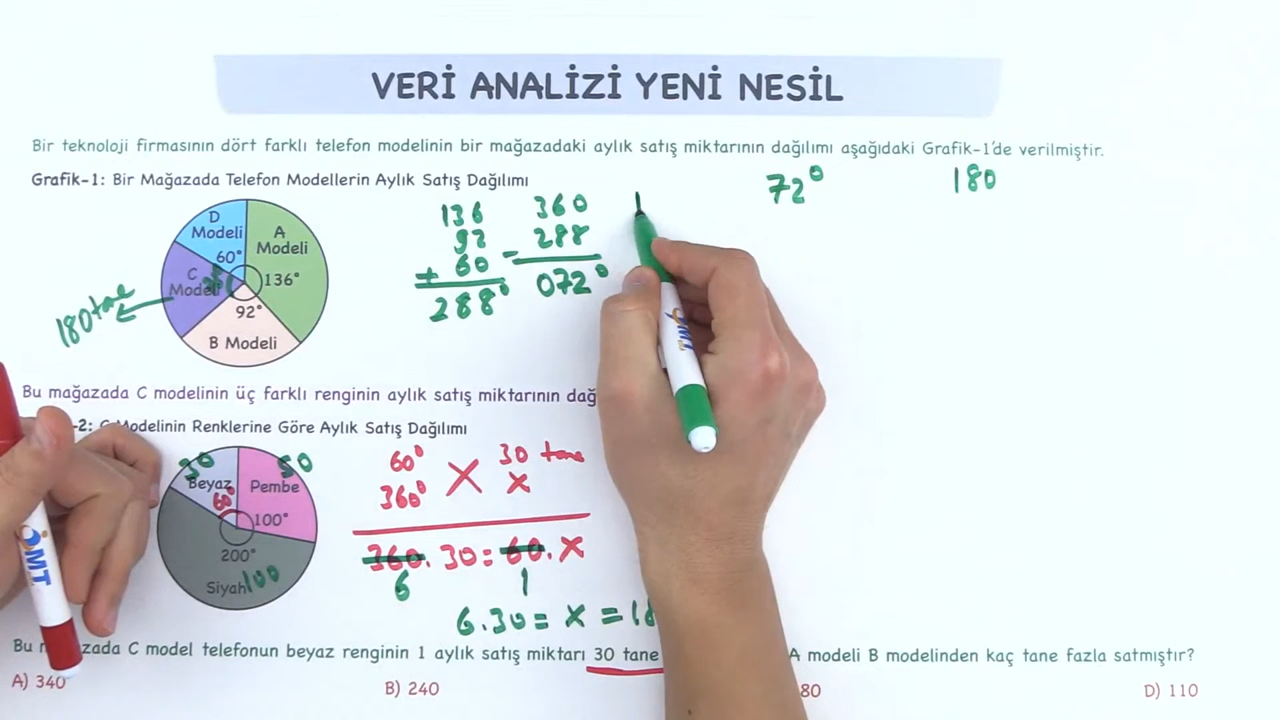 VERİ ANALİZİ YENİ NESİL
Bir teknoloji firmasının dört farklı telefon modelinin bir mağazadaki aylık satış miktarının dağılımı aşağıdaki Grafik-1'de verilmiştir.
Grafik-1: Bir Mağazada Telefon Modellerin Aylık Satış Dağılımı
72° 180
D
Modeli
60°
A
Modeli
136°
C
92°
B Modeli
180 tane
136
92
+ 60
288°
360
- 288
072°
Bu mağazada C modelinin üç farklı renginin aylık satış miktarının
-2: C Modelinin Renklerine Göre Aylık Satış Dağılımı
30
Beyaz
60°
50
Pembe
100°
200°
Siyah 100
60° 30 tane
360° x
360. 30 = 60. x
6 1
6.30 = x =
C model telefonun beyaz renginin 1 aylık satış miktarı 30 tane
A modeli B modelinden kaç tane fazla satmıştır?
A) 340 B) 240 80 D) 110
OMT
OMT